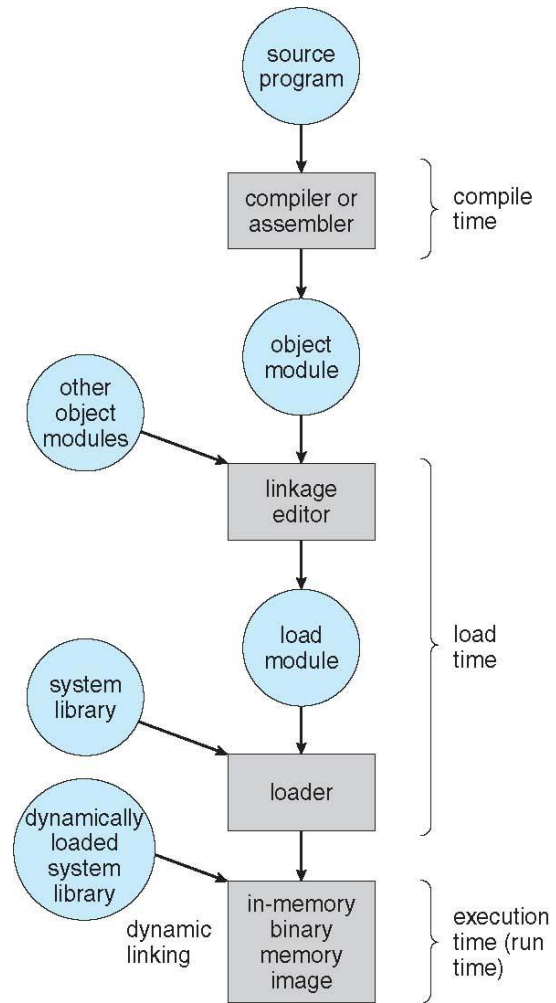 source
program
compiler or
assembler
compile
time
object
module
other
object
modules
linkage
editor
load
module
load
time
system
library
loader
dynamically
loaded
system
library
dynamic
linking
in-memory
binary
memory
image
execution
time (run
time)